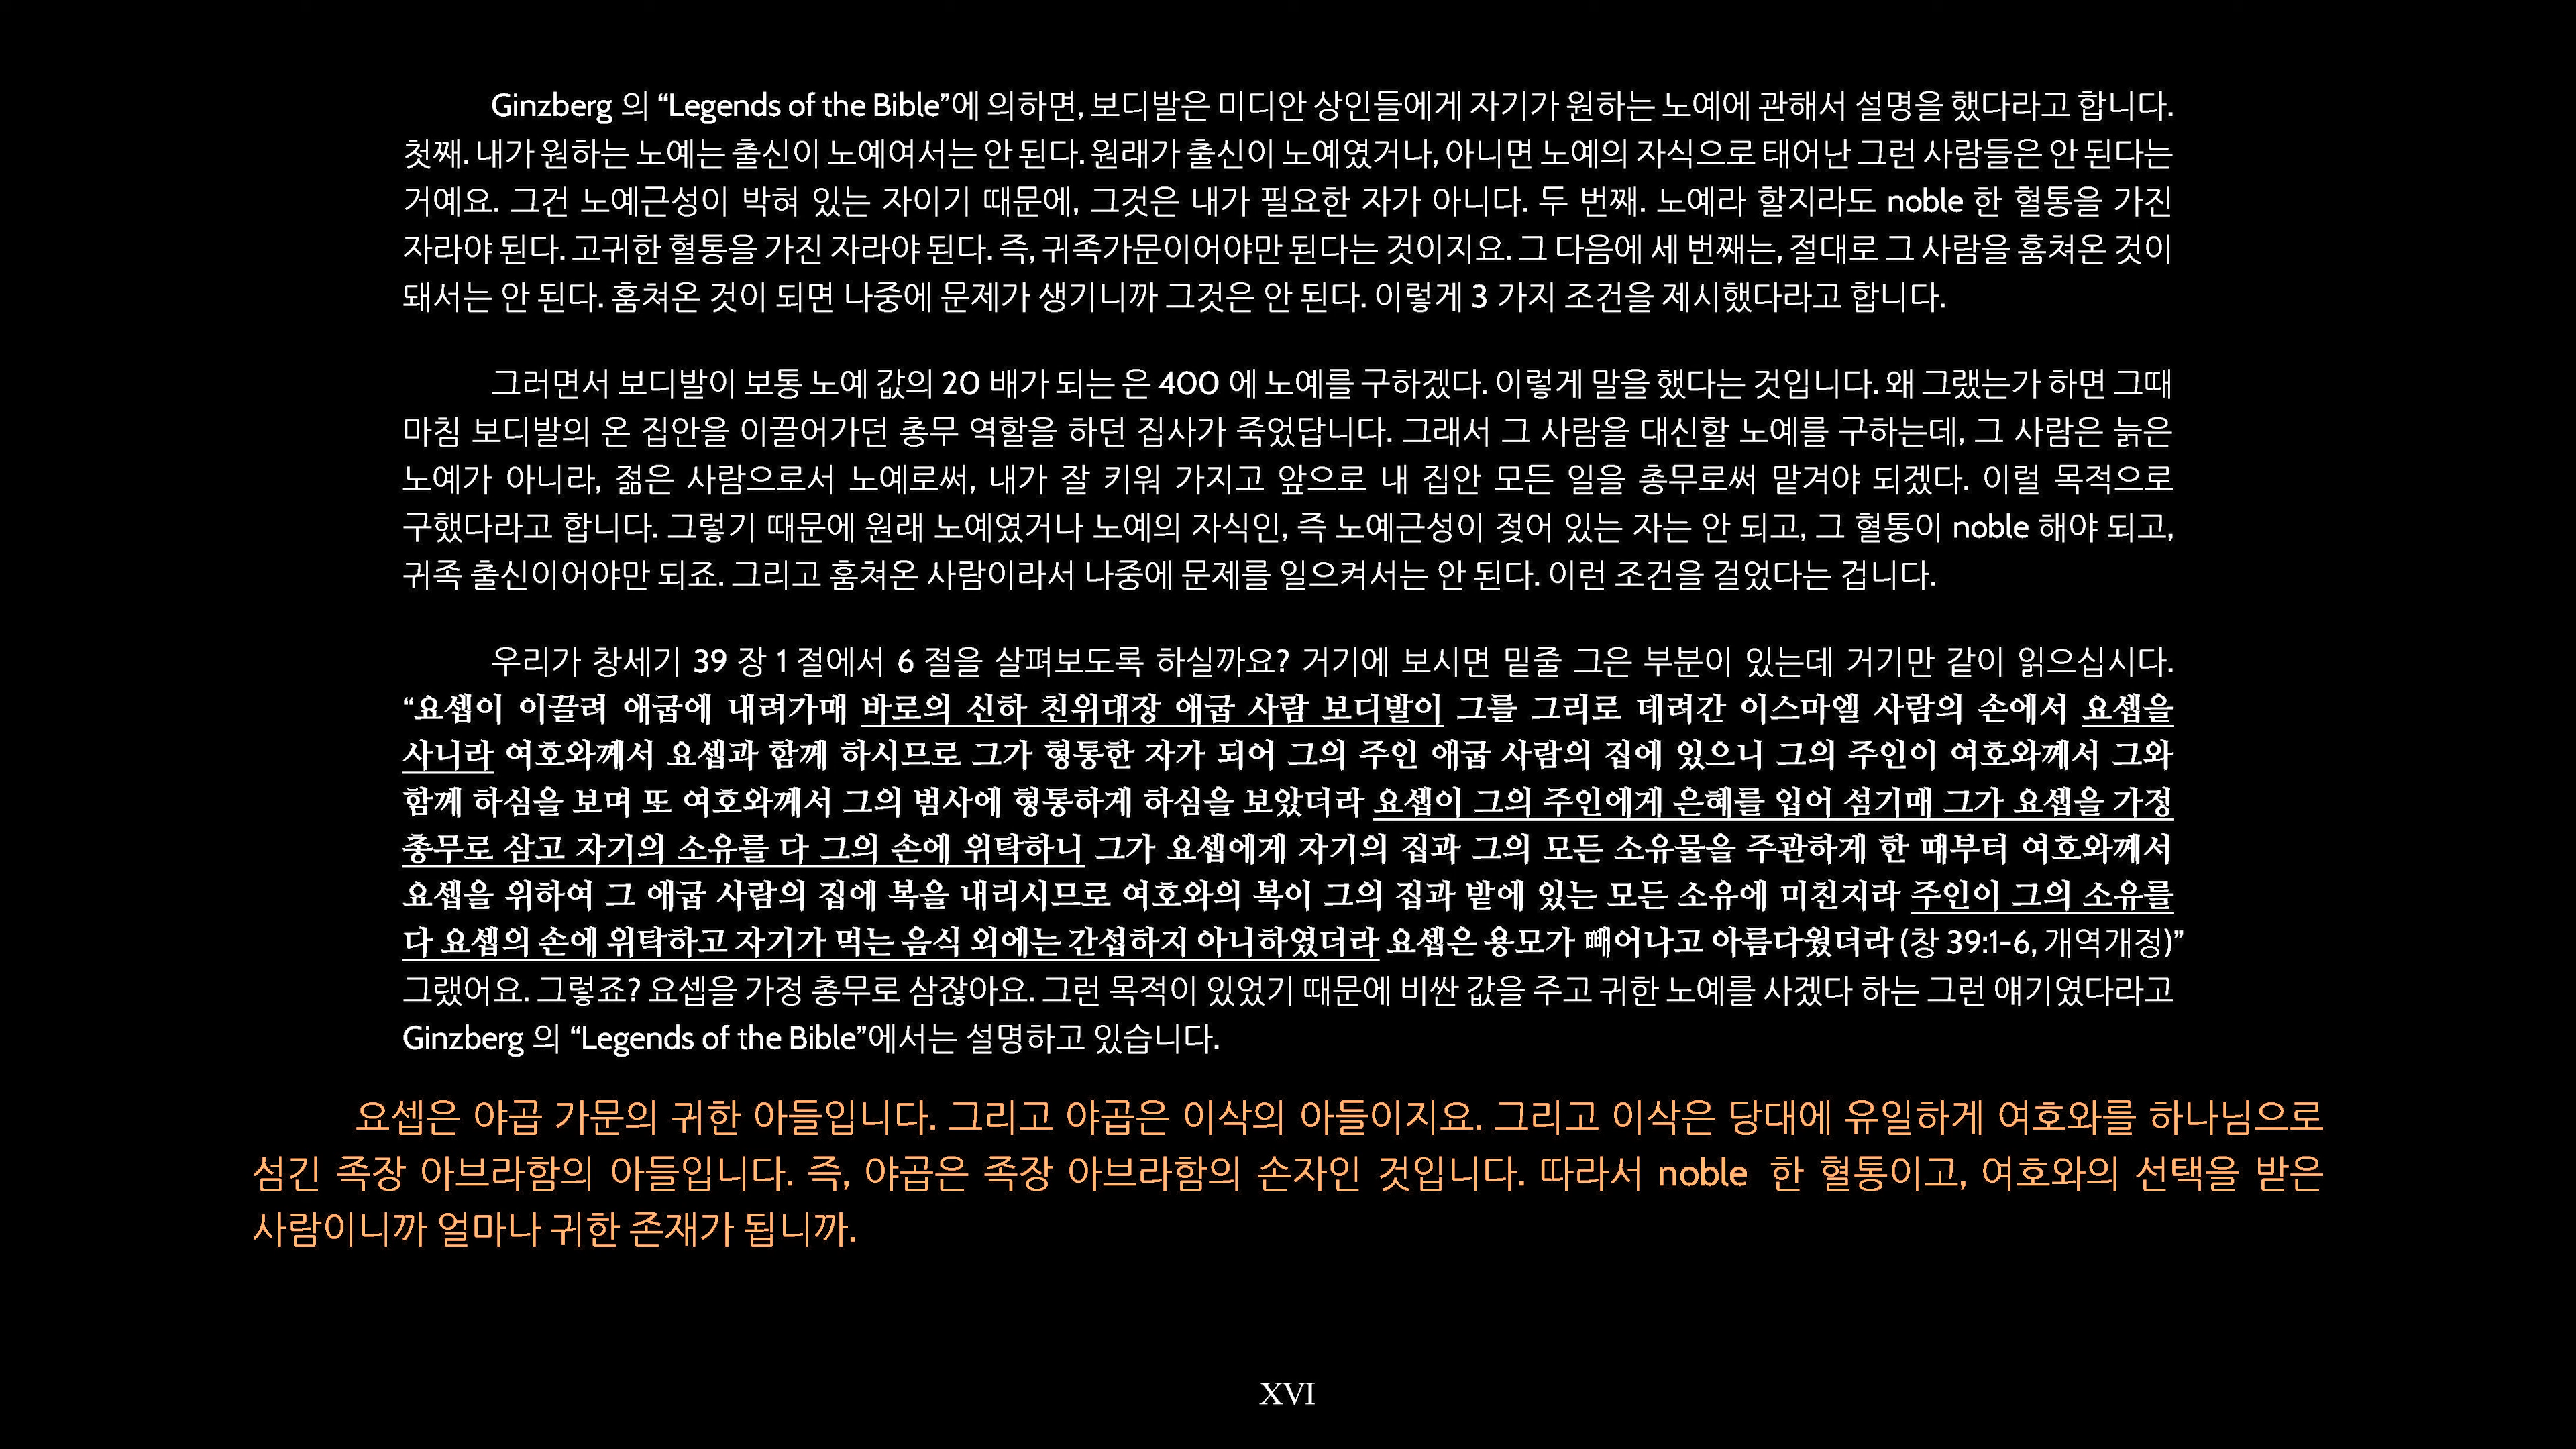 Ginzberg 의 “Legends of the Bible”에 의하면, 보디발은 미디안 상인들에게 자기가 원하는 노예에 관해서 설명을 했다라고 합니다.
첫째. 내가 원하는 노예는 출신이 노예여서는 안 된다. 원래가 출신이 노예였거나, 아니면 노예의 자식으로 태어난 그런 사람들은 안 된다는
거예요. 그건 노예근성이 박혀 있는 자이기 때문에, 그것은 내가 필요한 자가 아니다. 두 번째. 노예라 할지라도 noble 한 혈통을 가진
자라야 된다. 고귀한 혈통을 가진 자라야 된다. 즉, 귀족가문이어야만 된다는 것이지요. 그 다음에 세 번째는, 절대로 그 사람을 훔쳐온 것이
돼서는 안 된다. 훔쳐온 것이 되면 나중에 문제가 생기니까 그것은 안 된다. 이렇게 3 가지 조건을 제시했다라고 합니다.
그러면서 보디발이 보통 노예 값의 20 배가 되는 은 400 에 노예를 구하겠다. 이렇게 말을 했다는 것입니다. 왜 그랬는가 하면 그때
마침 보디발의 온 집안을 이끌어가던 총무 역할을 하던 집사가 죽었답니다. 그래서 그 사람을 대신할 노예를 구하는데, 그 사람은 늙은
노예가 아니라, 젊은 사람으로서 노예로써, 내가 잘 키워 가지고 앞으로 내 집안 모든 일을 총무로써 맡겨야 되겠다. 이럴 목적으로
구했다라고 합니다. 그렇기 때문에 원래 노예였거나 노예의 자식인, 즉 노예근성이 젖어 있는 자는 안 되고, 그 혈통이 noble 해야 되고,
귀족 출신이어야만 되죠. 그리고 훔쳐온 사람이라서 나중에 문제를 일으켜서는 안 된다. 이런 조건을 걸었다는 겁니다.
우리가 창세기 39 장 1 절에서 6 절을 살펴보도록 하실까요? 거기에 보시면 밑줄 그은 부분이 있는데 거기만 같이 읽으십시다.
“요셉이 이끌려 애굽에 내려가매 바로의 신하 친위대장 애굽 사람 보디발이 그를 그리로 데려간 이스마엘 사람의 손에서 요셉을
사니라 여호와께서 요셉과 함께 하시므로 그가 형통한 자가 되어 그의 주인 애굽 사람의 집에 있으니 그의 주인이 여호와께서 그와
함께 하심을 보며 또 여호와께서 그의 범사에 형통하게 하심을 보았더라 요셉이 그의 주인에게 은혜를 입어 섬기매 그가 요셉을 가정
총무로 삼고 자기의 소유를 다 그의 손에 위탁하니 그가 요셉에게 자기의 집과 그의 모든 소유물을 주관하게 한 때부터 여호와께서
요셉을 위하여 그 애굽 사람의 집에 복을 내리시므로 여호와의 복이 그의 집과 밭에 있는 모든 소유에 미친지라 주인이 그의 소유를
다 요셉의 손에 위탁하고 자기가 먹는 음식 외에는 간섭하지 아니하였더라 요셉은 용모가 빼어나고 아름다웠더라 (창 39:1-6, 개역개정)”
그랬어요. 그렇죠? 요셉을 가정 총무로 삼잖아요. 그런 목적이 있었기 때문에 비싼 값을 주고 귀한 노예를 사겠다 하는 그런 얘기였다라고
Ginzberg 의 “Legends of the Bible”에서는 설명하고 있습니다.
요셉은 야곱 가문의 귀한 아들입니다. 그리고 야곱은 이삭의 아들이지요. 그리고 이삭은 당대에 유일하게 여호와를 하나님으로
섬긴 족장 아브라함의 아들입니다. 즉, 야곱은 족장 아브라함의 손자인 것입니다. 따라서 noble 한 혈통이고, 여호와의 선택을 받은
사람이니까 얼마나 귀한 존재가 됩니까.
XVI